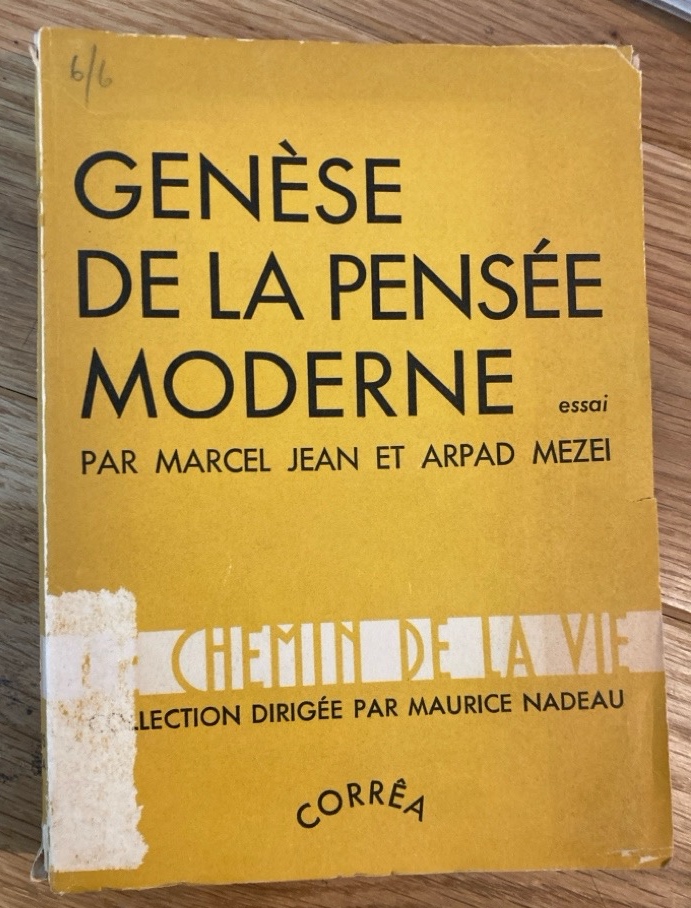 6/6
GENÈSE
DE LA PENSÉE
MODERNE essai
PAR MARCEL JEAN ET ARPAD MEZEI
CHEMIN DE LA VIE
COLLECTION DIRIGÉE PAR MAURICE NADEAU
CORRÊA